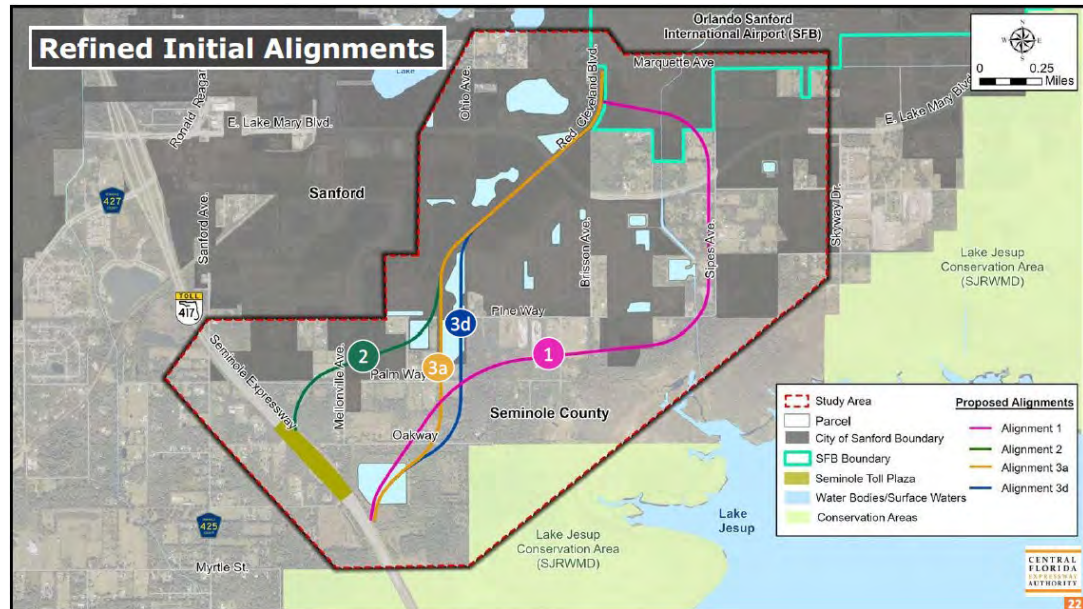 Refined Initial Alignments
Orlando Sanford
International Airport (SFB)
Marquette Ave
N
W
E
S
0
0.25
Miles
Lake
Ohio Ave.
Red Cleveland Blvd.
Ronald Reagan
E. Lake Mary Blvd.
E. Lake Mary Blvd.
427
Sanford
Sanford Ave.
Brisson Ave.
Sipes Ave.
Skyway Dr.
Lake Jesup
Conservation Area
(SJRWMD)
TOLL
417
Pine Way
3d
2
1
3a
Seminole Expressway
Mellonville Ave.
Palm Way
Seminole County
Oakway
Study Area
Parcel
City of Sanford Boundary
SFB Boundary
Seminole Toll Plaza
Water Bodies/Surface Waters
Conservation Areas
Proposed Alignments
Alignment 1
Alignment 2
Alignment 3a
Alignment 3d
Lake
Jesup
425
Lake Jesup
Conservation Area
(SJRWMD)
Myrtle St.
CENTRAL
FLORIDA
EXPRESSWAY
AUTHORITY
22